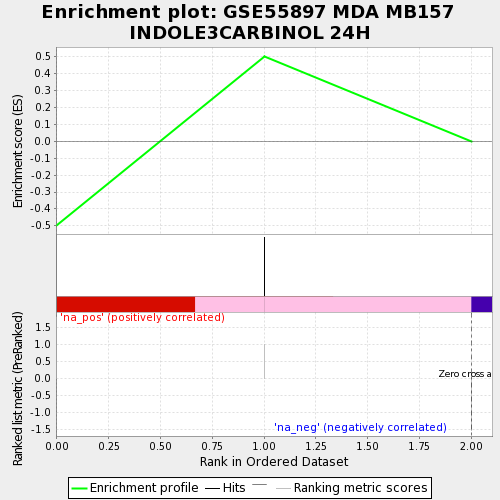 Enrichment plot: GSE55897 MDA MB157
INDOLE3CARBINOL 24H
Enrichment score (ES)
0.5
0.4
0.3
0.2
0.1
0.0
-0.1
-0.2
-0.3
-0.4
-0.5
'na_pos' (positively correlated)
Ranked list metric (PreRanked)
1.5
1.0
0.5
0.0
-0.5
-1.0
-1.5
Zero cross a
'na_neg' (negatively correlated)
0.00 0.25 0.50 0.75 1.00 1.25 1.50 1.75 2.00
Rank in Ordered Dataset
Enrichment profile Hits Ranking metric scores